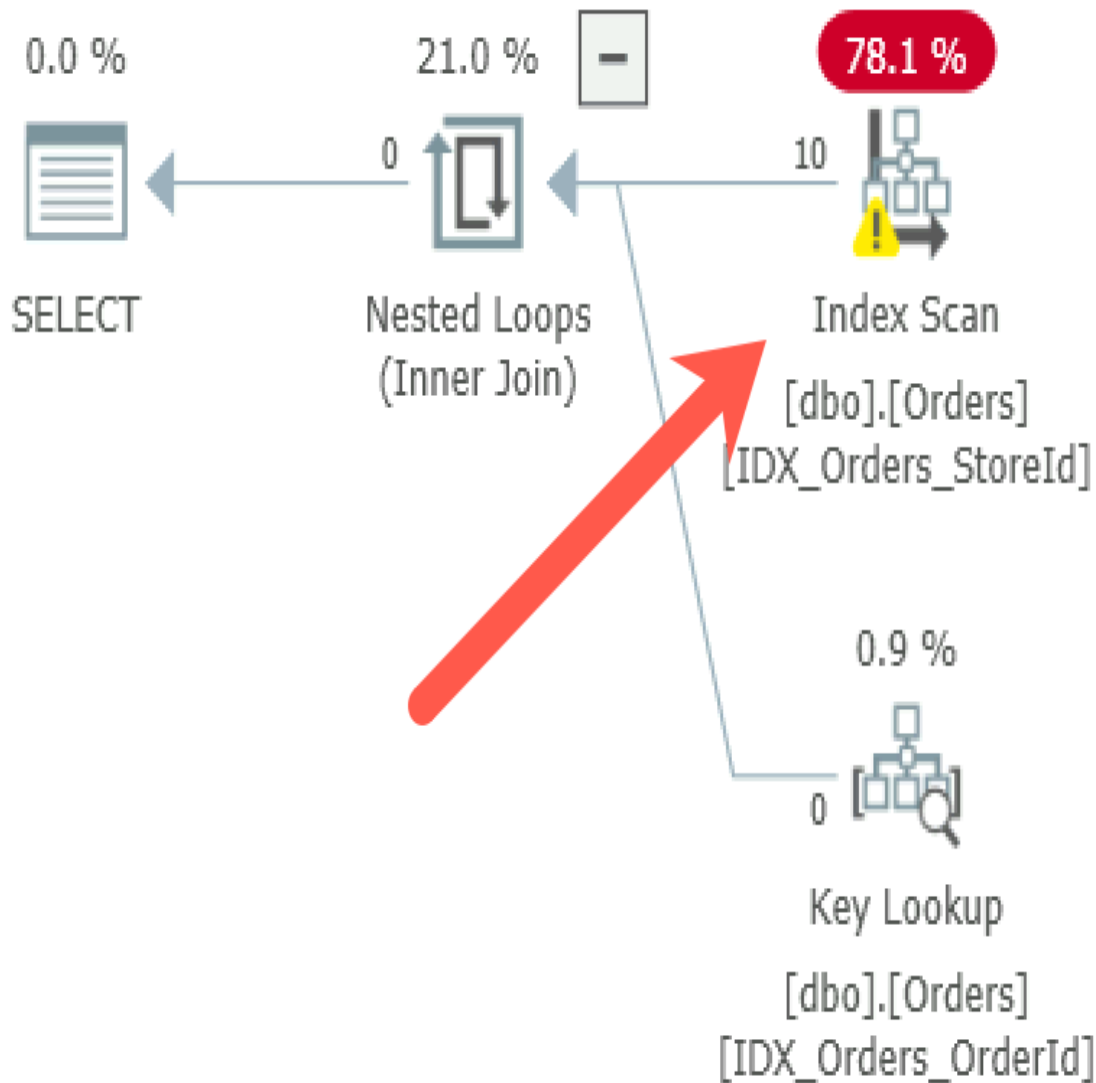 0.0 %
21.0 %
-
78.1 %
0
10
SELECT
Nested Loops
(Inner Join)
Index Scan
[dbo].[Orders]
[IDX_Orders_StoreId]
0.9 %
0
Key Lookup
[dbo].[Orders]
[IDX_Orders_OrderId]